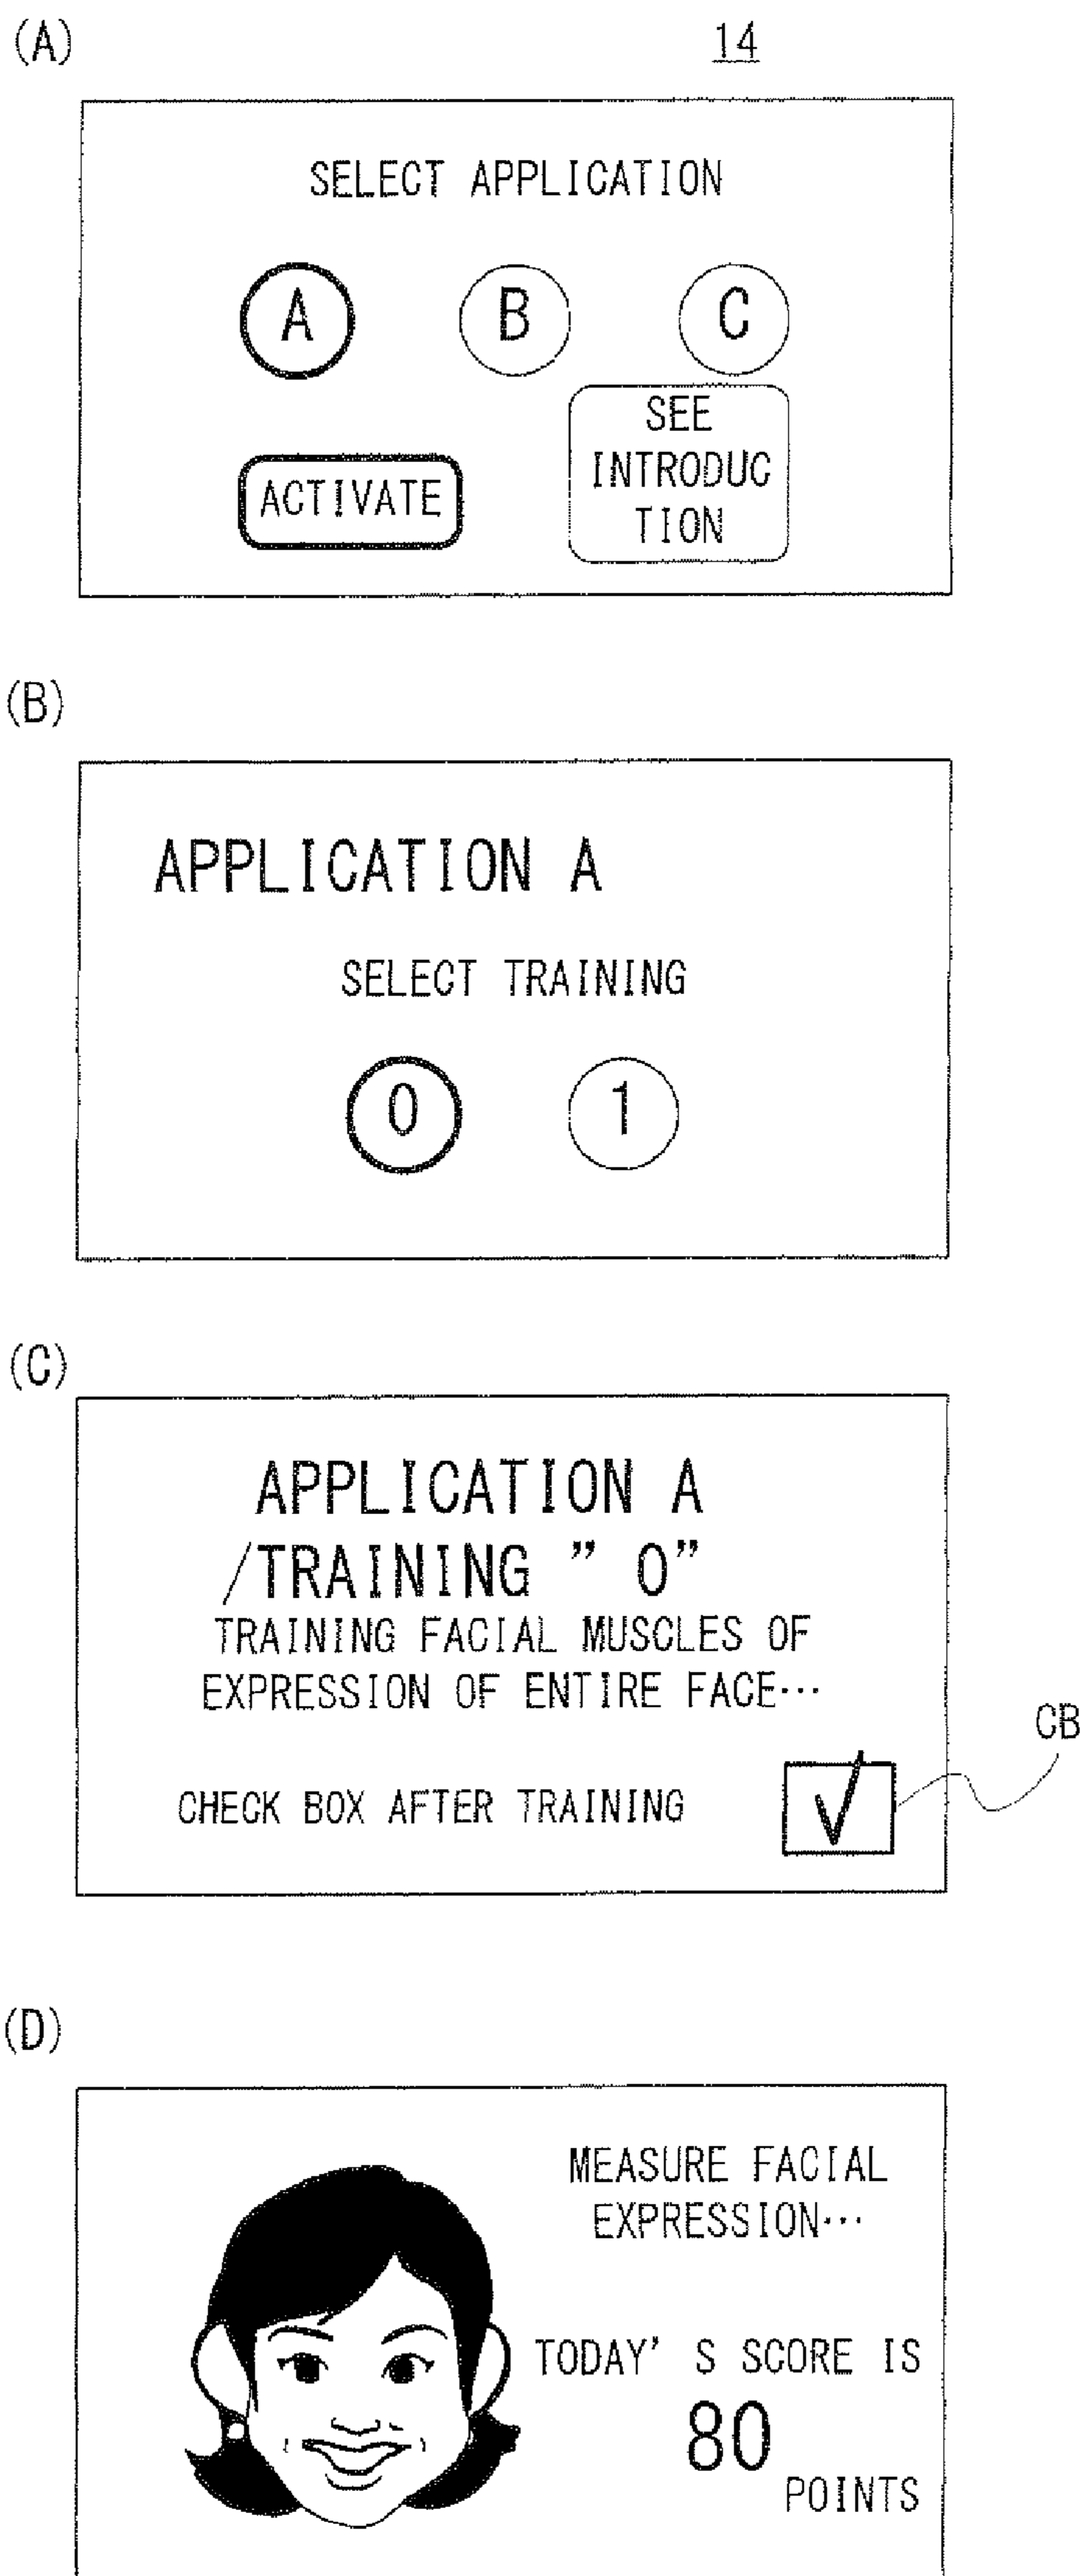 (A)
14
SELECT APPLICATION
A B C
SEE
INTRODUC
TION
ACTIVATE
(B)
APPLICATION A
SELECT TRAINING
0 1
(C)
APPLICATION A
/TRAINING ” 0”
TRAINING FACIAL MUSCLES OF
EXPRESSION OF ENTIRE FACE···
CB
CHECK BOX AFTER TRAINING
(D)
MEASURE FACIAL
EXPRESSION···
TODAY’ S SCORE IS
80
POINTS